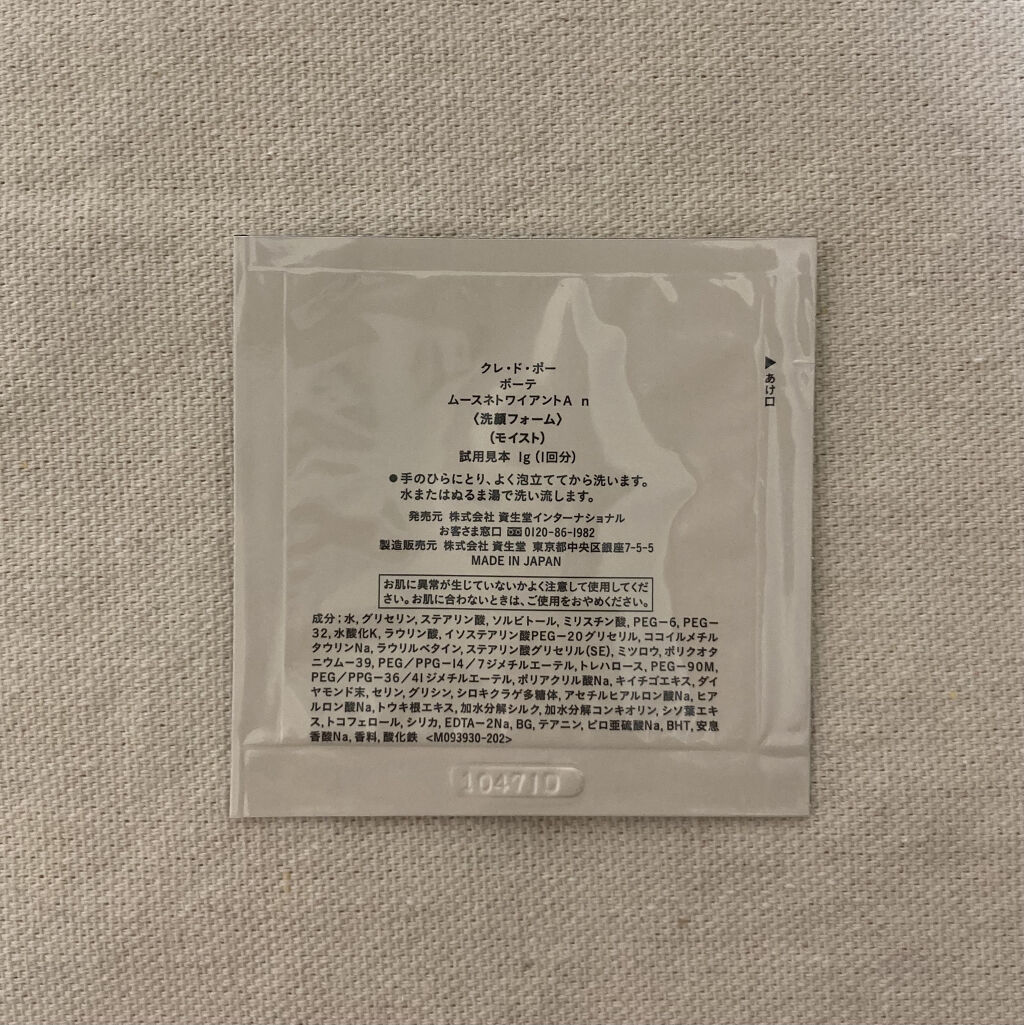 クレ・ド・ポー
ボーテ
ムースネトワイアントA n
〈洗顔フォーム〉
(モイスト)
試用見本 1g (1回分)
●手のひらにとり、よく泡立ててから洗います。
水またはぬるま湯で洗い流します。
発売元 株式会社 資生堂インターナショナル
お客さま窓口 0120-86-1982
製造販売元 株式会社 資生堂 東京都中央区銀座7-5-5
MADE IN JAPAN
お肌に異常が生じていないかよく注意して使用してくだ
さい。お肌に合わないときは、ご使用をおやめください。
成分;水,グリセリン,ステアリン酸,ソルビトール,ミリスチン酸,PEG-6,PEG-
32,水酸化K,ラウリン酸,イソステアリン酸PEG-20グリセリル,ココイルメチル
タウリンNa,ラウリルベタイン,ステアリン酸グリセリル(SE),ミツロウ,ポリクオタ
ニウム-39,PEG/PPG-14/7ジメチルエーテル,トレハロース,PEG-90M,
PEG/PPG-36/41ジメチルエーテル,ポリアクリル酸Na,キイチゴエキス,ダイ
ヤモンド末,セリン,グリシン,シロキクラゲ多糖体,アセチルヒアルロン酸Na,ヒア
ルロン酸Na,トウキ根エキス,加水分解シルク,加水分解コンキオリン,シソ葉エキ
ス,トコフェロール,シリカ,EDTA-2Na,BG,テアニン,ピロ亜硫酸Na,BHT,安息
香酸Na,香料,酸化鉄 <M093930-202>
▶あけ口
10471D